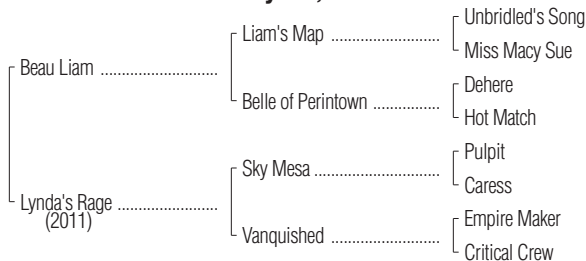 Unbridled's Song
Liam's Map ........................
Miss Macy Sue
Beau Liam ..........................
Dehere
Belle of Perintown ................
Hot Match
Pulpit
Sky Mesa ...........................
Caress
Lynda's Rage ......................
(2011)
Empire Maker
Vanquished ........................
Critical Crew